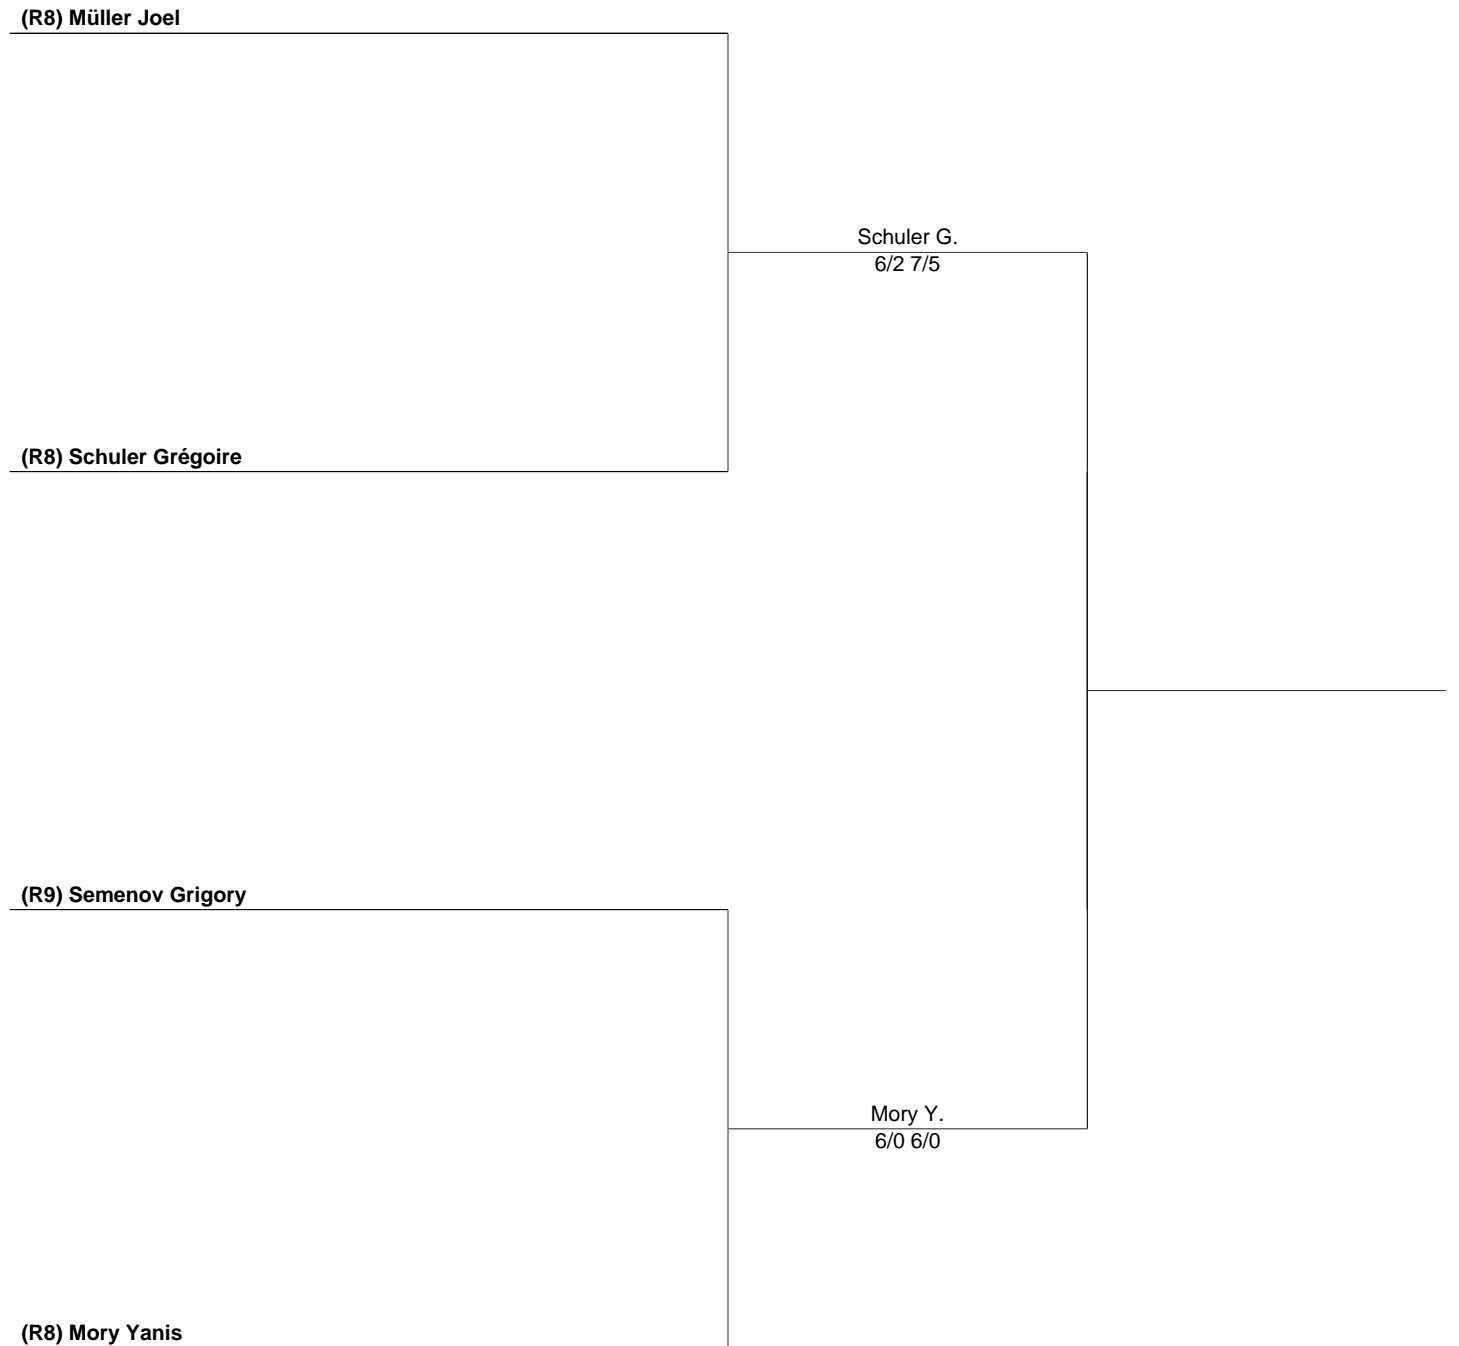 (R8) Müller Joel
Schuler G.
6/2 7/5
(R8) Schuler Grégoire
(R9) Semenov Grigory
Mory Y.
6/0 6/0
(R8) Mory Yanis